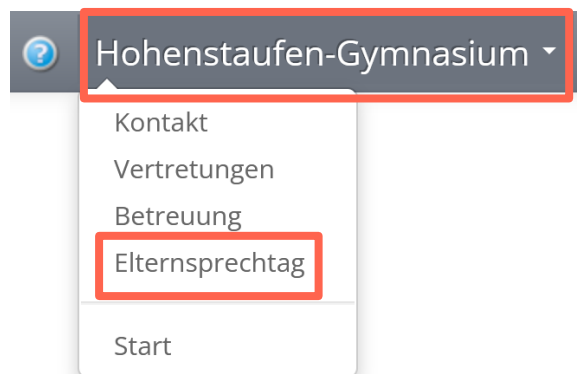 Hohenstaufen-Gymnasium
Kontakt
Vertretungen
Betreuung
Elternsprechtag
Start